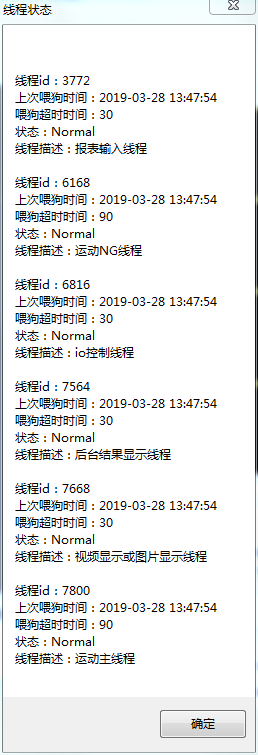 线程状态
线程id：3772
上次喂狗时间：2019-03-28 13:47:54
喂狗超时时间：30
状态：Normal
线程描述：报表输入线程
线程id：6168
上次喂狗时间：2019-03-28 13:47:54
喂狗超时时间：90
状态：Normal
线程描述：运动NG线程
线程id：6816
上次喂狗时间：2019-03-28 13:47:54
喂狗超时时间：30
状态：Normal
线程描述：io控制线程
线程id：7564
上次喂狗时间：2019-03-28 13:47:54
喂狗超时时间：30
状态：Normal
线程描述：后台结果显示线程
线程id：7668
上次喂狗时间：2019-03-28 13:47:54
喂狗超时时间：30
状态：Normal
线程描述：视频显示或图片显示线程
线程id：7800
上次喂狗时间：2019-03-28 13:47:54
喂狗超时时间：90
状态：Normal
线程描述：运动主线程
确定